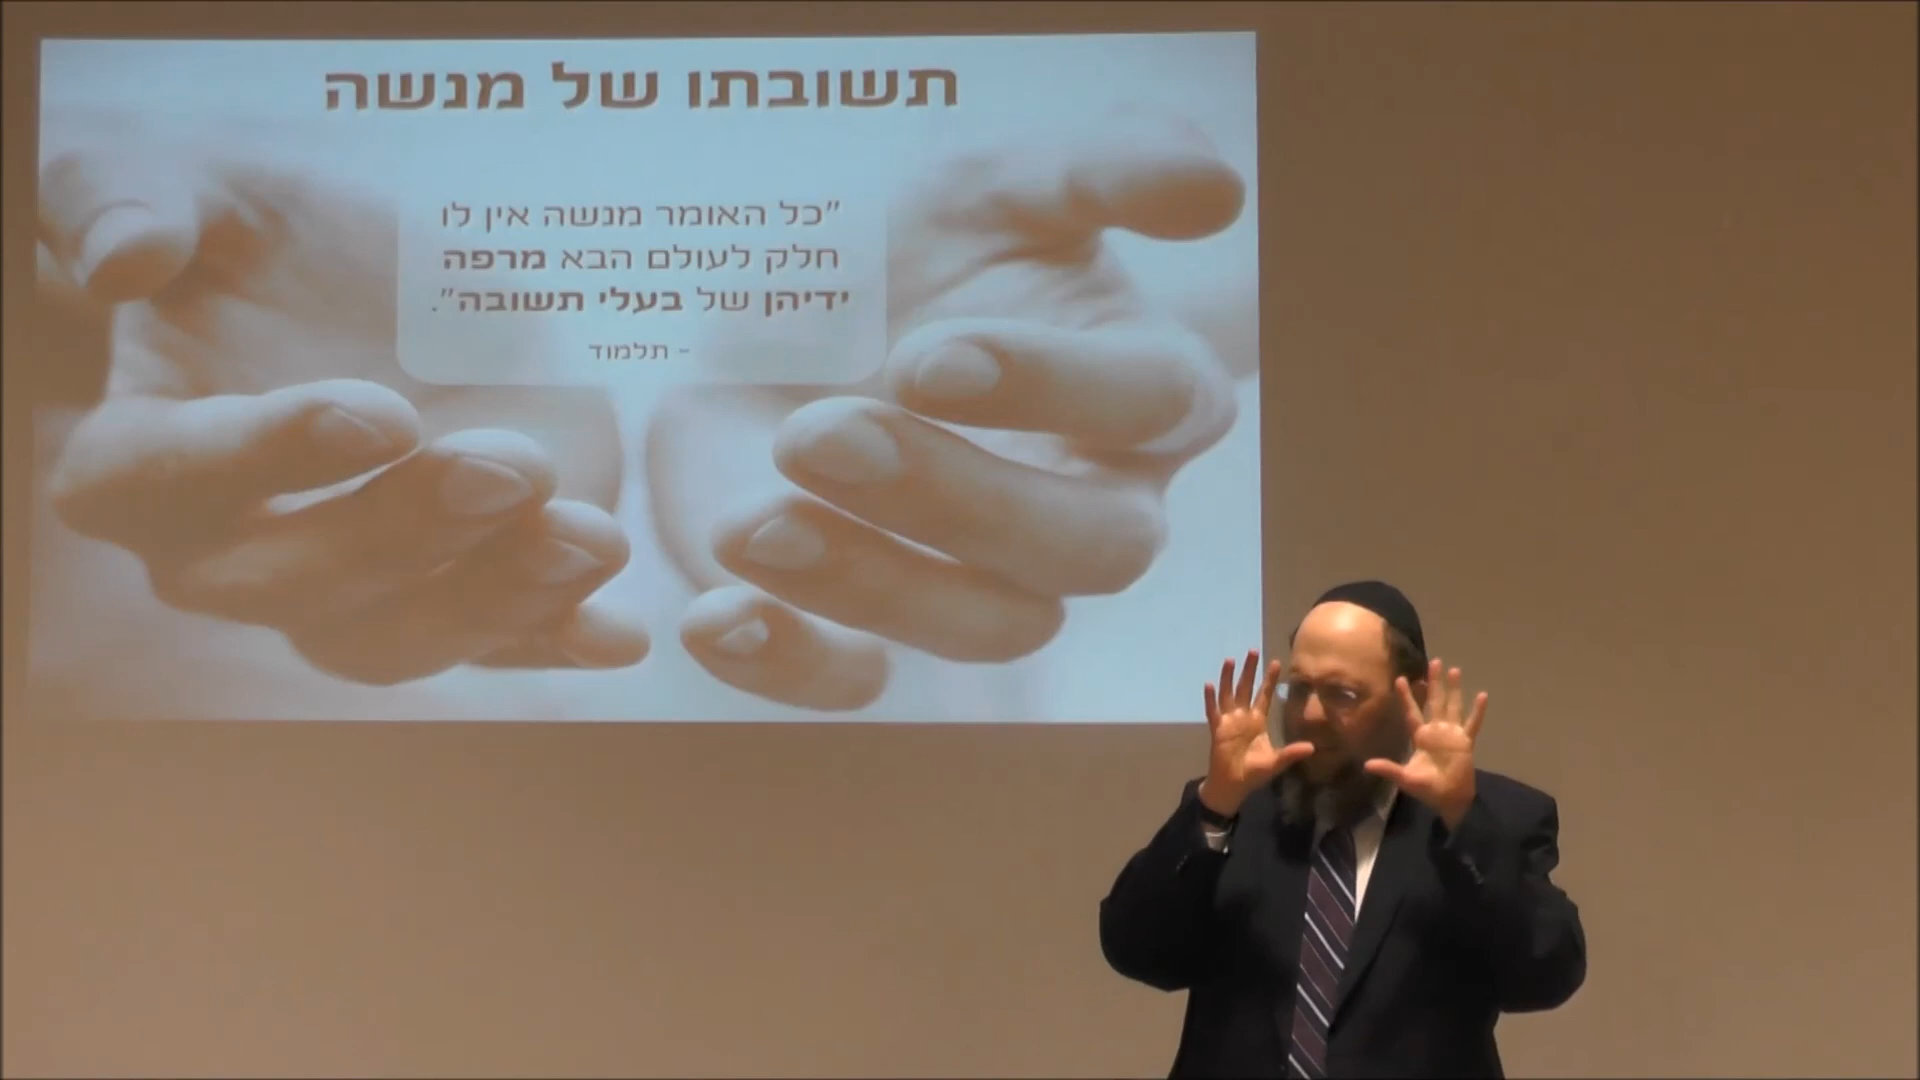 תשובתו של מנשה
"כל האומר מנשה אין לו
חלק לעולם הבא מרפה
ידיהן של בעלי תשובה".
- תלמוד